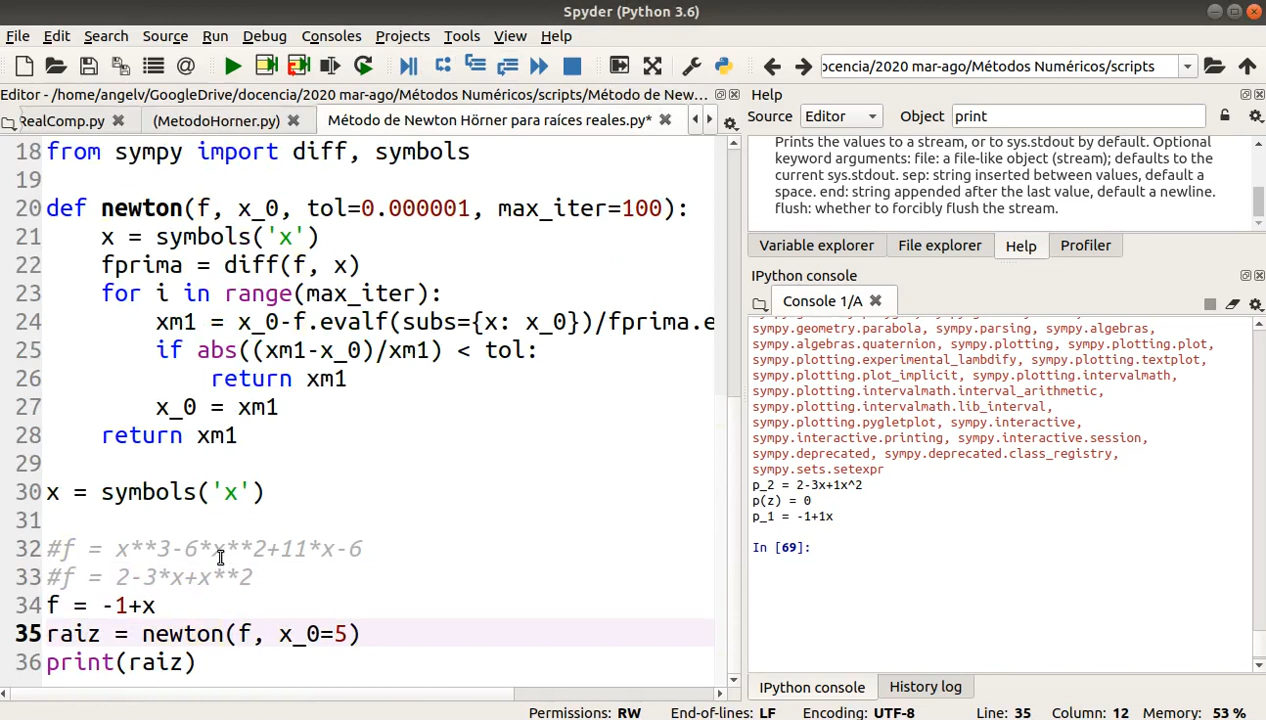 Spyder (Python 3.6)
File Edit Search Source Run Debug Consoles Projects Tools View Help
ocencia/2020 mar-ago/Métodos Numéricos/scripts
Editor - /home/angelv/GoogleDrive/docencia/2020 mar-ago/Métodos Numéricos/scripts/Método de New...
RealComp.py (MetodoHorner.py) Método de Newton Hörner para raíces reales.py*
18 from sympy import diff, symbols
19
20 def newton(f, x_0, tol=0.000001, max_iter=100):
21 x = symbols('x')
22 fprima = diff(f, x)
23 for i in range(max_iter):
24 xm1 = x_0-f.evalf(subs={x: x_0})/fprima.e
25 if abs((xm1-x_0)/xm1) < tol:
26 return xm1
27 x_0 = xm1
28 return xm1
29
30 x = symbols('x')
31
32 #f = x**3-6*x**2+11*x-6
33 #f = 2-3*x+x**2
34 f = -1+x
35 raiz = newton(f, x_0=5)
36 print(raiz)
Help
Source Editor Object print
Prints the values to a stream, or to sys.stdout by default. Optional
keyword arguments: file: a file-like object (stream); defaults to
the current sys.stdout. sep: string inserted between values, default a
space. end: string appended after the last value, default a newline.
flush: whether to forcibly flush the stream.
Variable explorer File explorer Help Profiler
IPython console
Console 1/A
sympy.geometry.parabola, sympy.parsing, sympy.algebras,
sympy.algebras.quaternion, sympy.plotting, sympy.plotting.plot,
sympy.plotting.experimental_lambdify, sympy.plotting.textplot,
sympy.plotting.plot_implicit, sympy.plotting.intervalmath,
sympy.plotting.intervalmath.interval_arithmetic,
sympy.plotting.intervalmath.lib_interval,
sympy.plotting.pygletplot, sympy.interactive,
sympy.interactive.printing, sympy.interactive.session,
sympy.deprecated, sympy.deprecated.class_registry,
sympy.sets.setexpr
p_2 = 2-3x+1x^2
p(z) = 0
p_1 = -1+1x
In [69]:
IPython console History log
Permissions: RW End-of-lines: LF Encoding: UTF-8 Line: 35 Column: 12 Memory: 53 %